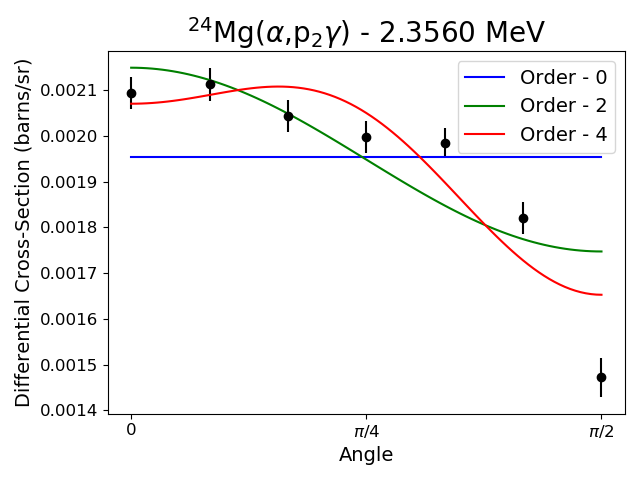 ²⁴Mg(α,p₂γ) - 2.3560 MeV
Differential Cross-Section (barns/sr)
0.0021
0.0020
0.0019
0.0018
0.0017
0.0016
0.0015
0.0014
Order - 0
Order - 2
Order - 4
0 π/4 π/2
Angle